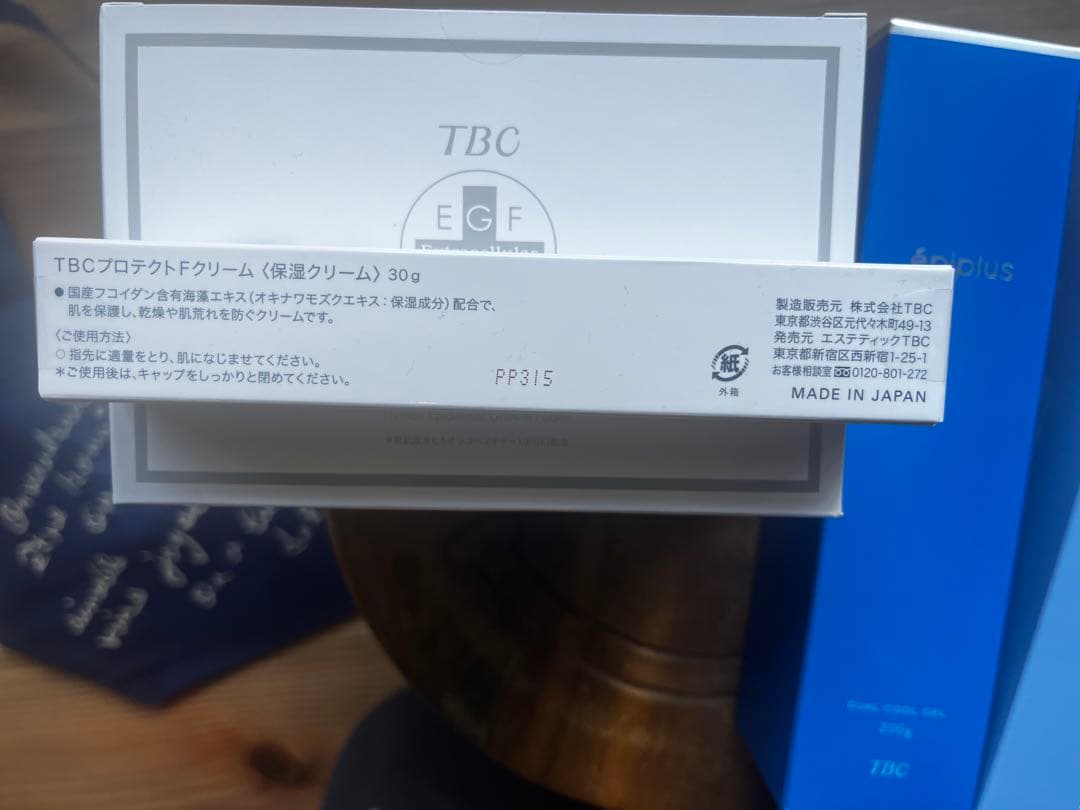 TBC
EGF
Extracellular
TBCプロテクトFクリーム〈保湿クリーム〉30g
●国産フコイダン含有海藻エキス(オキナワモズクエキス:保湿成分)配合で、
肌を保護し、乾燥や肌荒れを防ぐクリームです。
〈ご使用方法〉
○指先に適量をとり、肌になじませてください。
*ご使用後は、キャップをしっかりと閉めてください。
PP315
紙
外箱
製造販売元 株式会社TBC
東京都渋谷区元代々木町49-13
発売元 エステティックTBC
東京都新宿区西新宿1-25-1
お客様相談室 0120-801-272
MADE IN JAPAN
épiplus
DUAL COOL GEL
200g
TBC